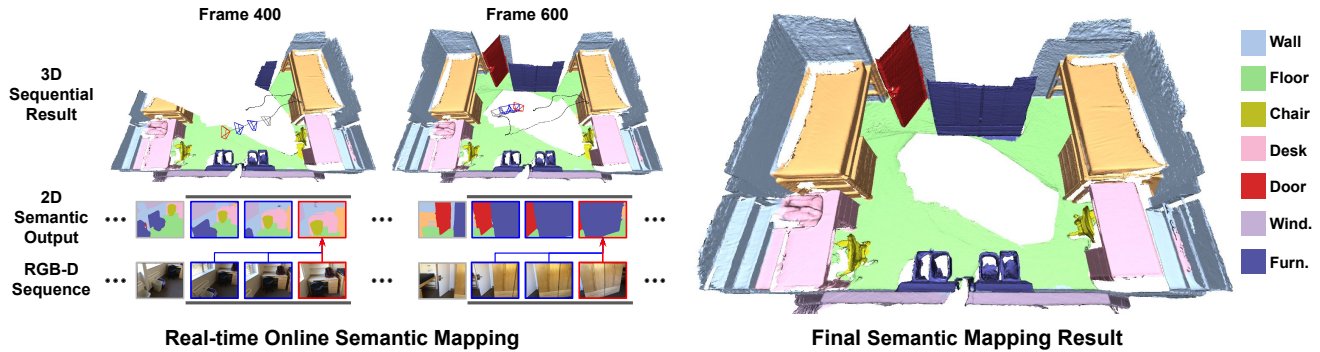 Frame 400
Frame 600
3D
Sequential
Result
2D
Semantic
Output
RGB-D
Sequence
Real-time Online Semantic Mapping
Final Semantic Mapping Result
Wall
Floor
Chair
Desk
Door
Wind.
Furn.